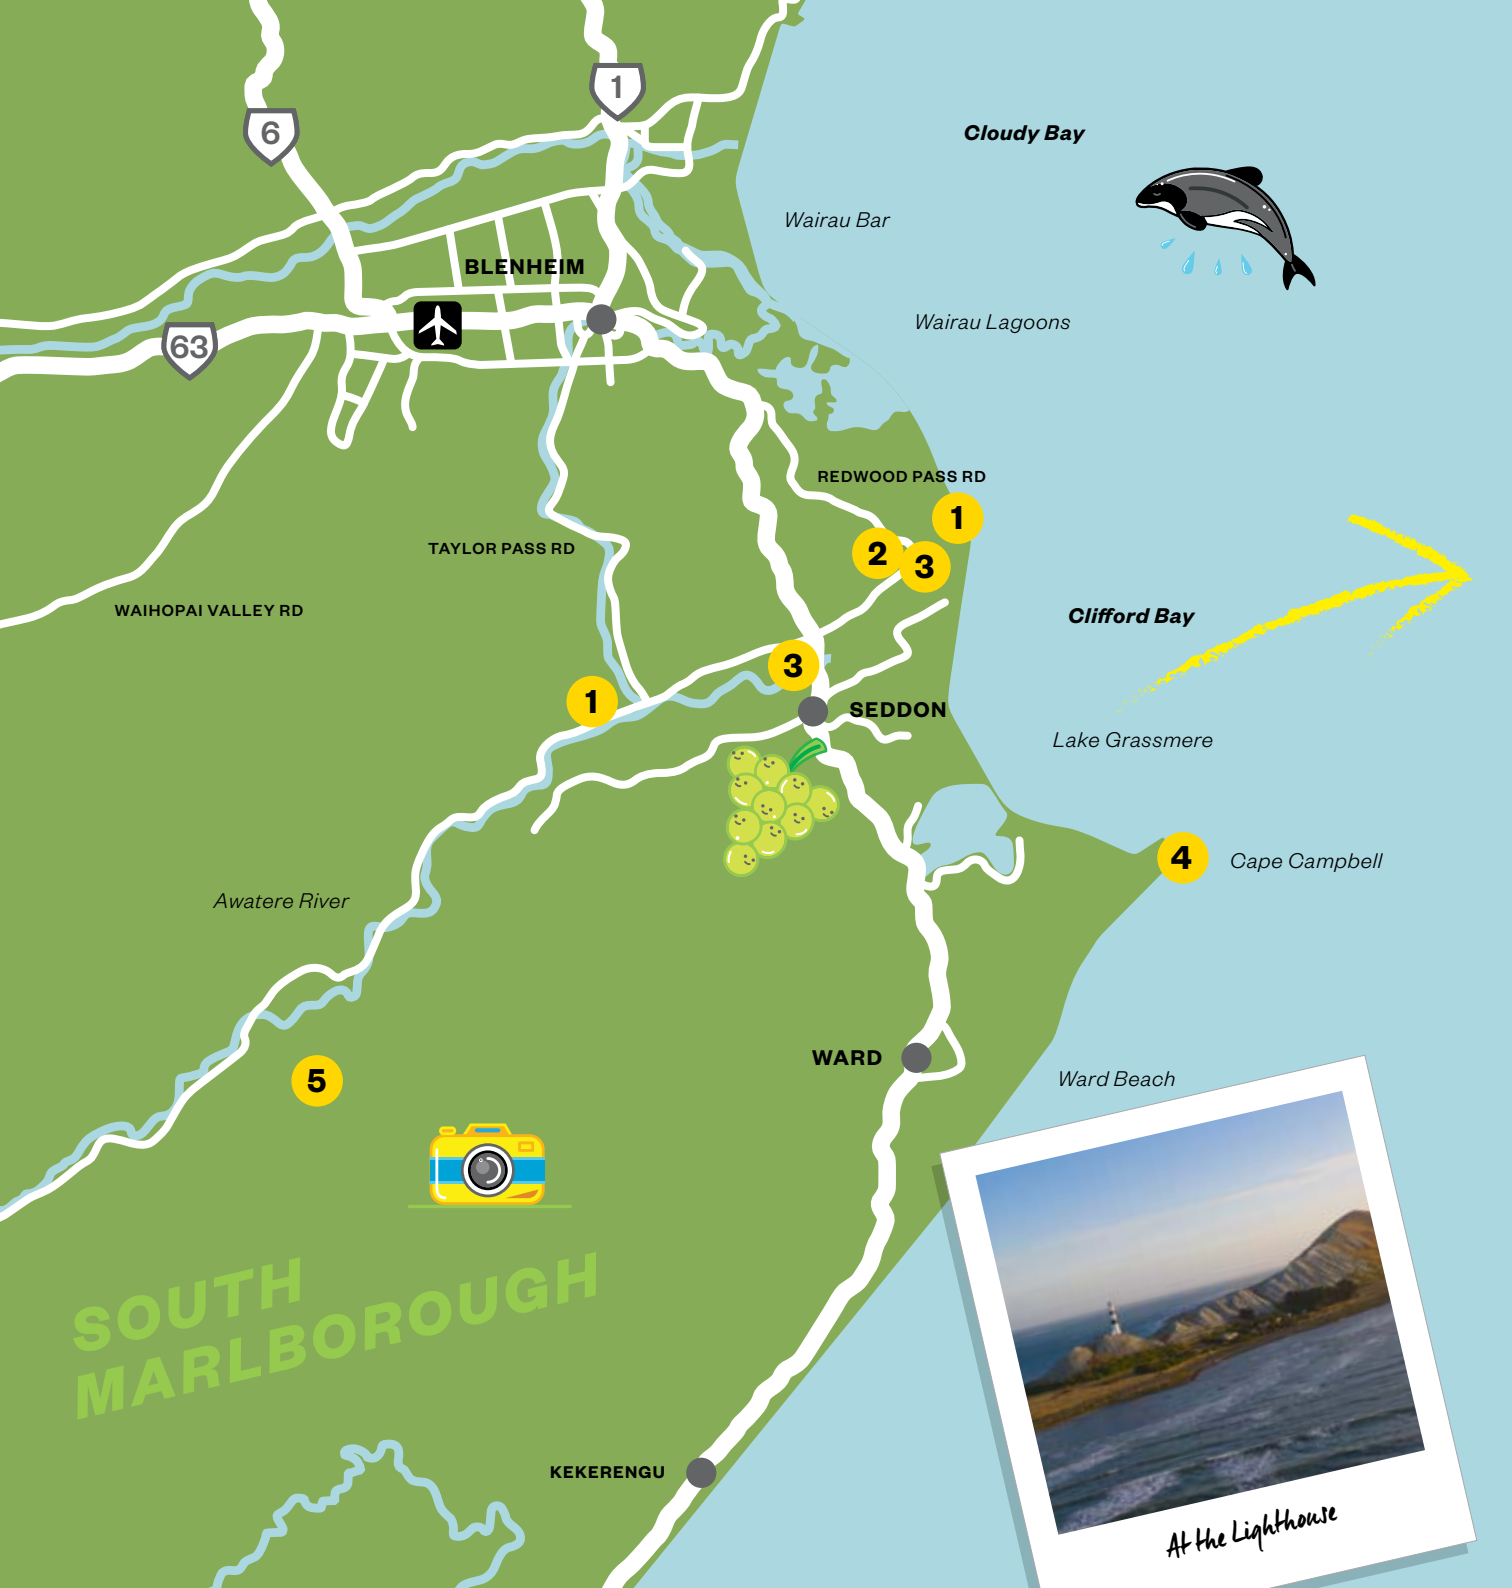 1
6
Cloudy Bay
Wairau Bar
BLENHEIM
Wairau Lagoons
63
REDWOOD PASS RD
1
2
3
TAYLOR PASS RD
WAIHOPAI VALLEY RD
Clifford Bay
3
1
SEDDON
Lake Grassmere
4
Cape Campbell
Awatere River
WARD
Ward Beach
5
SOUTH
MARLBOROUGH
KEKERENGU
At the Lighthouse